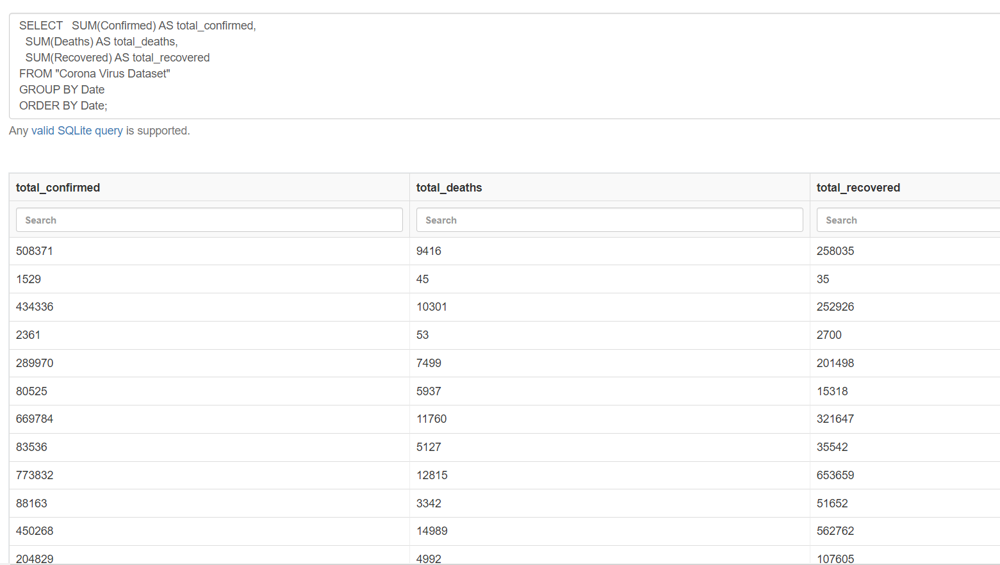 SELECT   SUM(Confirmed) AS total_confirmed,
  SUM(Deaths) AS total_deaths,
  SUM(Recovered) AS total_recovered
FROM "Corona Virus Dataset"
GROUP BY Date
ORDER BY Date;
Any valid SQLite query is supported.
total_confirmed total_deaths total_recovered
Search Search Search
508371 9416 258035
1529 45 35
434336 10301 252926
2361 53 2700
289970 7499 201498
80525 5937 15318
669784 11760 321647
83536 5127 35542
773832 12815 653659
88163 3342 51652
450268 14989 562762
204829 4992 107605